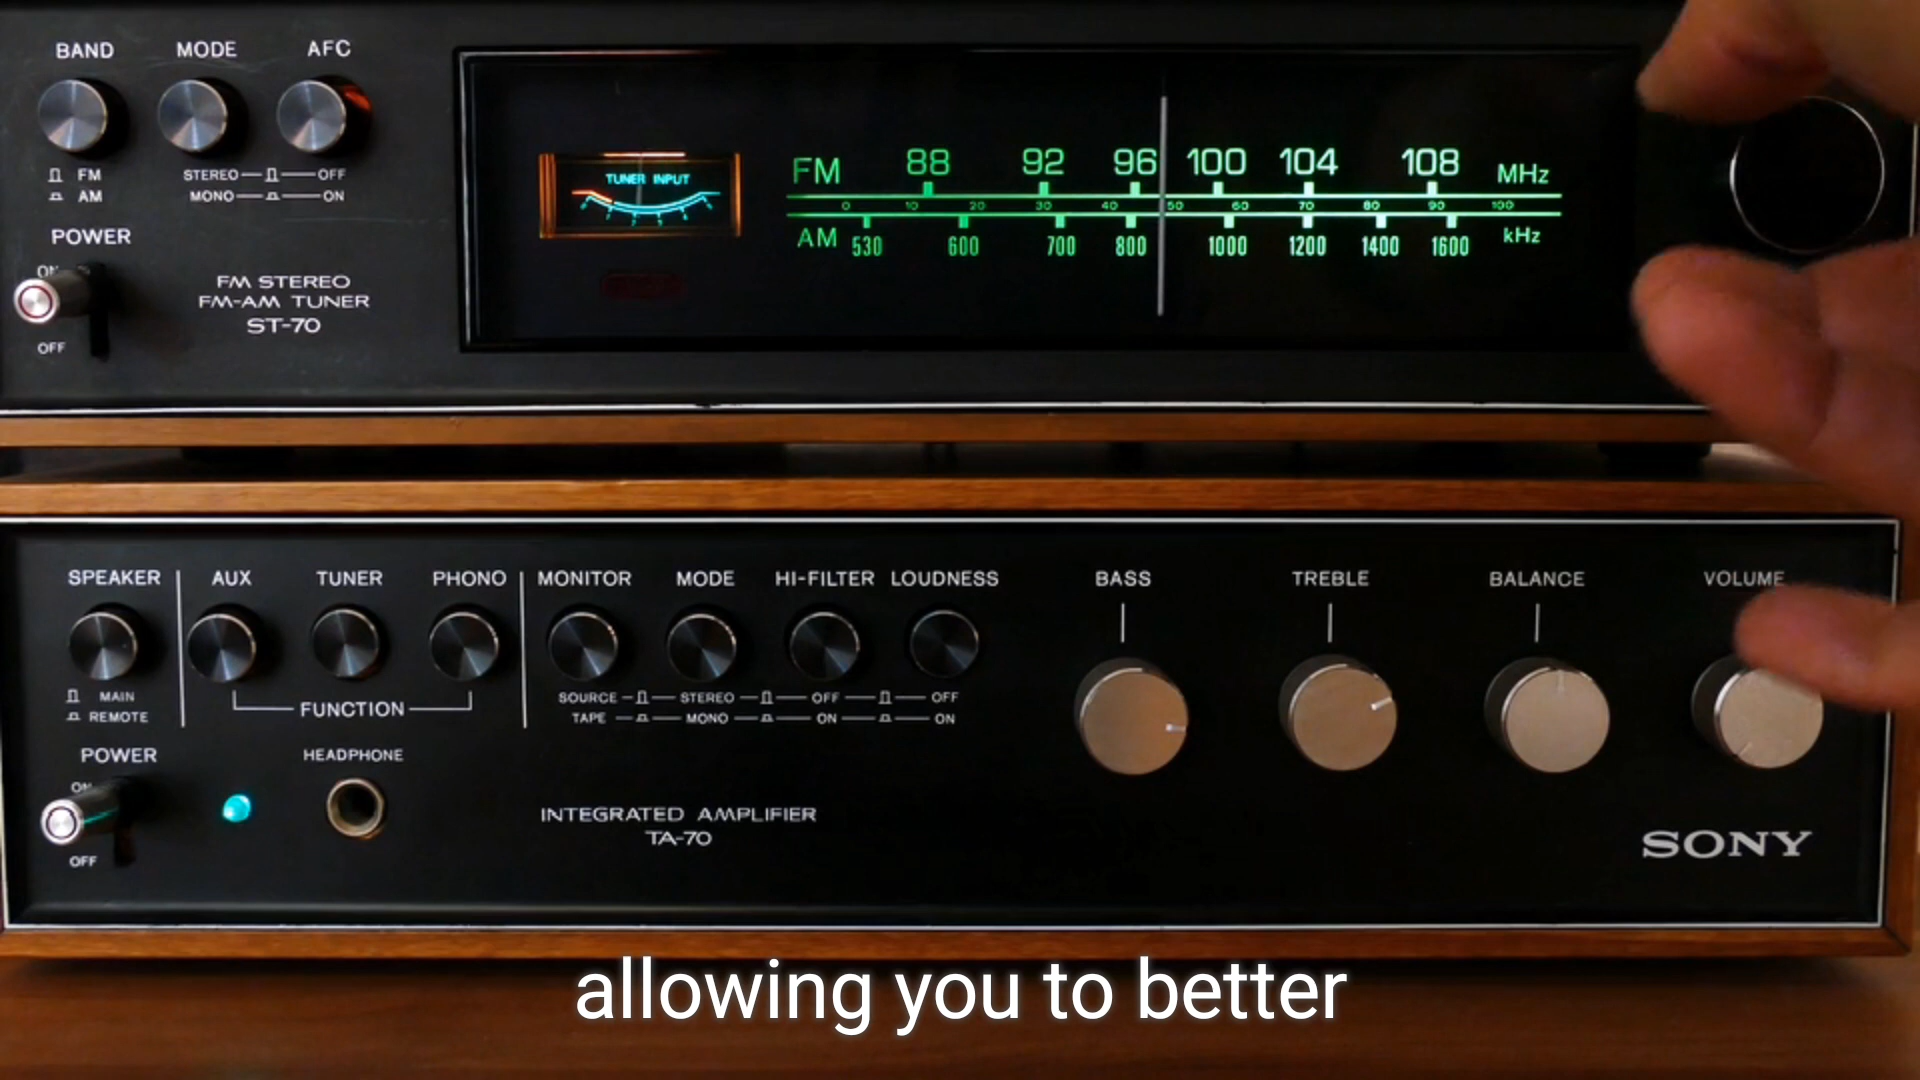 BAND MODE AFC
FM
AM
STEREO OFF
MONO ON
POWER
ON
OFF
FM STEREO
FM-AM TUNER
ST-70
TUNER INPUT
FM 88 92 96 100 104 108 MHz
0 10 20 30 40 50 60 70 80 90 100
AM 530 600 700 800 1000 1200 1400 1600 kHz
SPEAKER AUX TUNER PHONO MONITOR MODE HI-FILTER LOUDNESS BASS TREBLE BALANCE VOLUME
MAIN
REMOTE
FUNCTION
SOURCE STEREO OFF OFF
TAPE MONO ON ON
POWER
ON
OFF
HEADPHONE
INTEGRATED AMPLIFIER
TA-70
SONY
allowing you to better